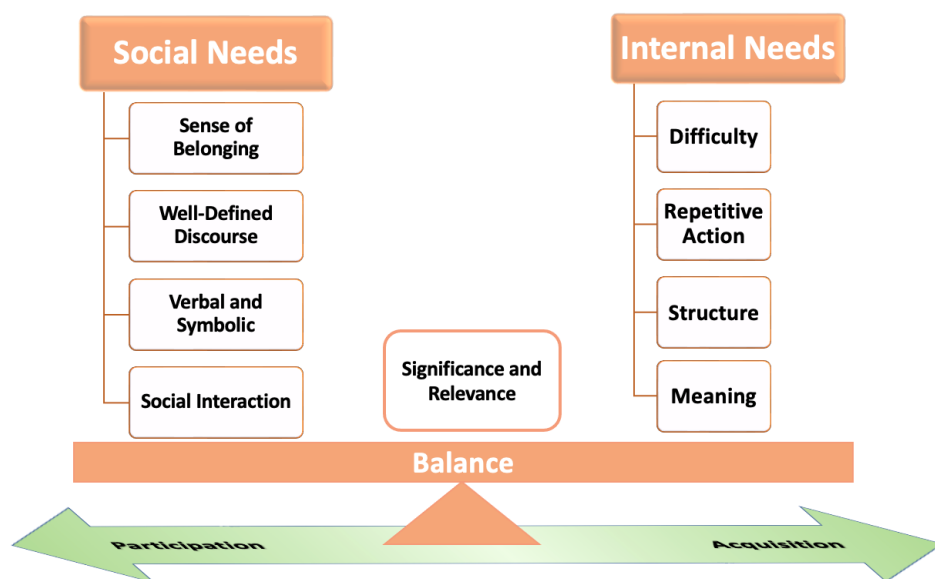 Social Needs
Sense of
Belonging
Well-Defined
Discourse
Verbal and
Symbolic
Social Interaction
Significance and
Relevance
Internal Needs
Difficulty
Repetitive
Action
Structure
Meaning
Balance
Participation
Acquisition